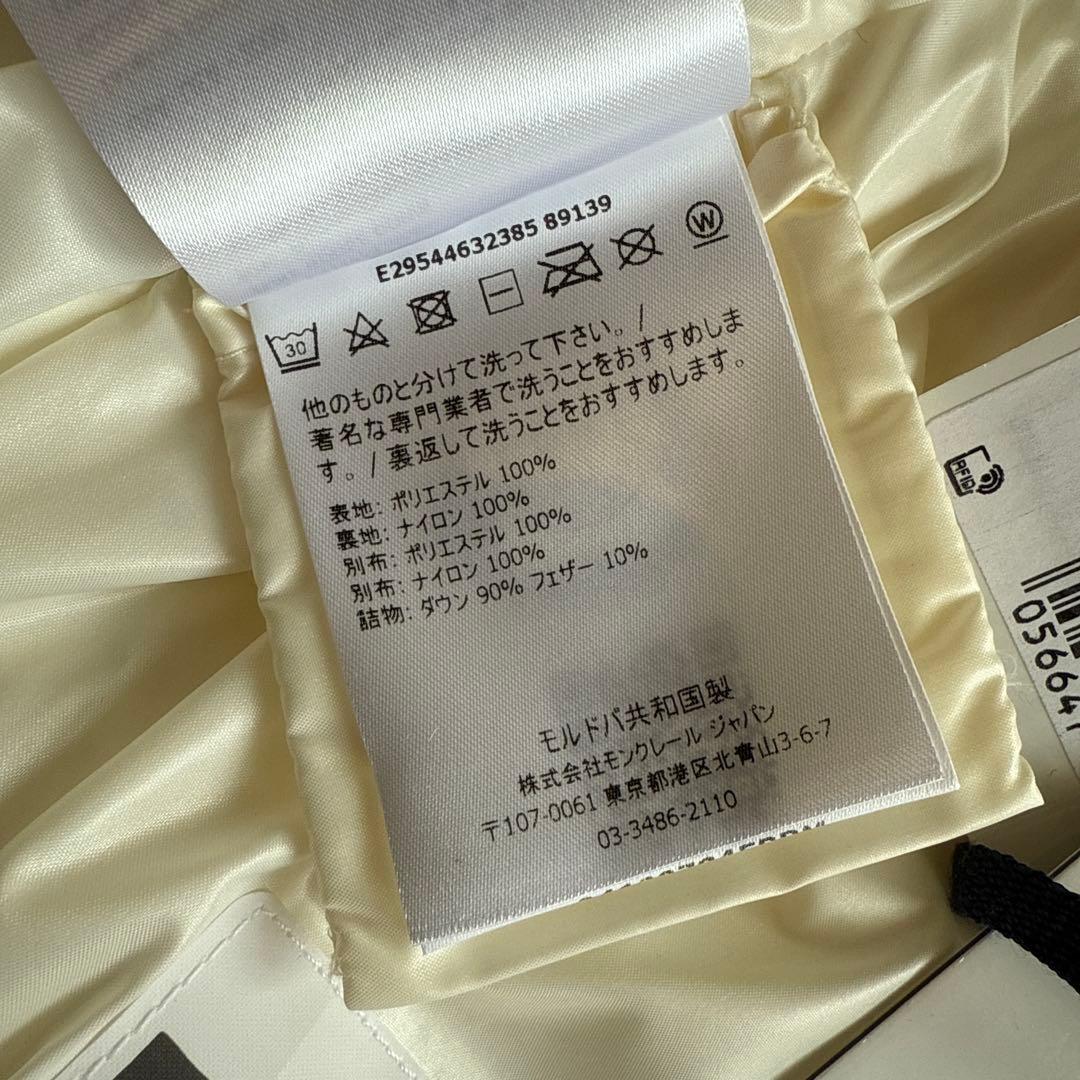 E29544632385 89139
30
W
他のものと分けて洗って下さい。/
著名な専門業者で洗うことをおすすめしま
す。/ 裏返して洗うことをおすすめします。
表地: ポリエステル 100%
裏地: ナイロン 100%
別布: ポリエステル 100%
別布: ナイロン 100%
詰物: ダウン 90% フェザー 10%
モルドバ共和国製
株式会社モンクレール ジャパン
〒107-0061 東京都港区北青山3-6-7
03-3486-2110
RFID
056641